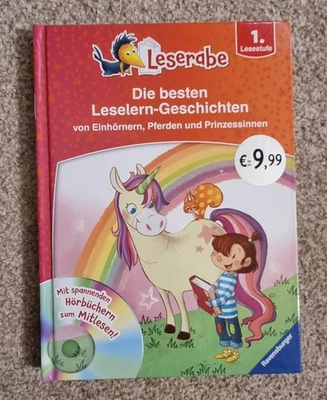 Leserabe
1.
Lesestufe
Die besten
Leselern-Geschichten
von Einhörnern, Pferden und Prinzessinnen
€ 9,99
Mit spannenden
Hörbüchern
zum Mitlesen!
Ravensburger